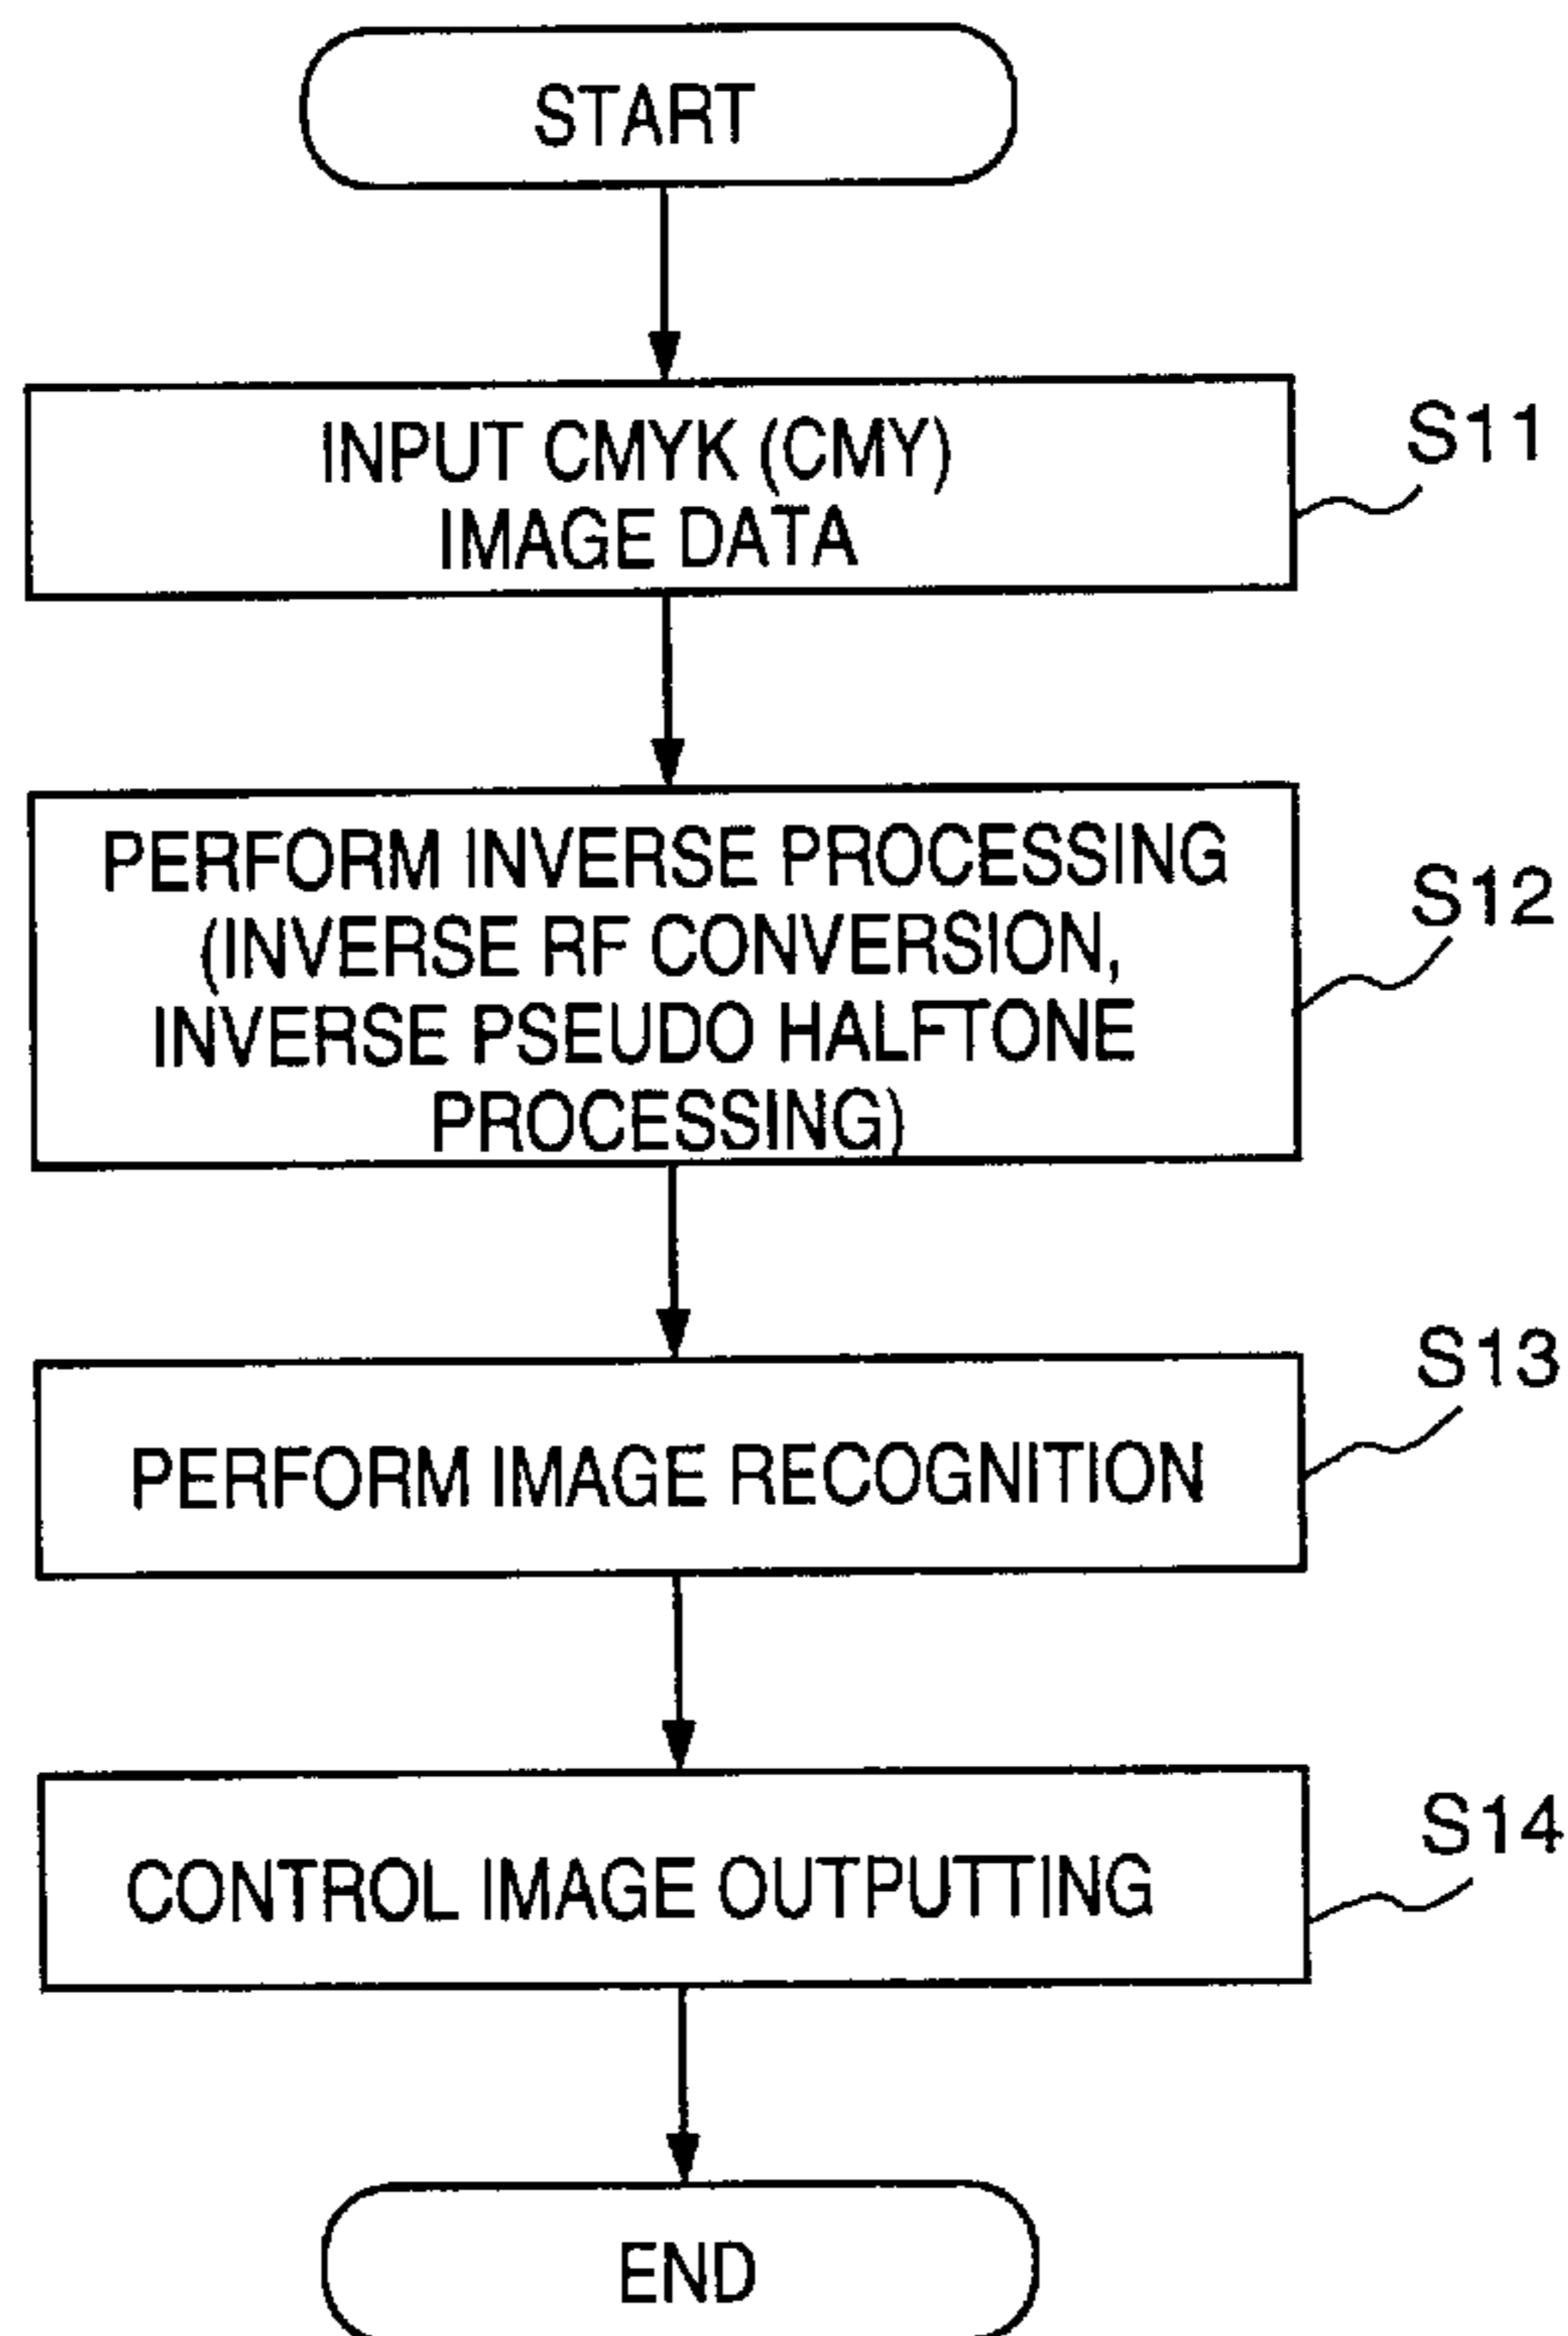 START
INPUT CMYK (CMY)
IMAGE DATA
S11
PERFORM INVERSE PROCESSING
(INVERSE RF CONVERSION,
INVERSE PSEUDO HALFTONE
PROCESSING)
S12
PERFORM IMAGE RECOGNITION
S13
CONTROL IMAGE OUTPUTTING
S14
END